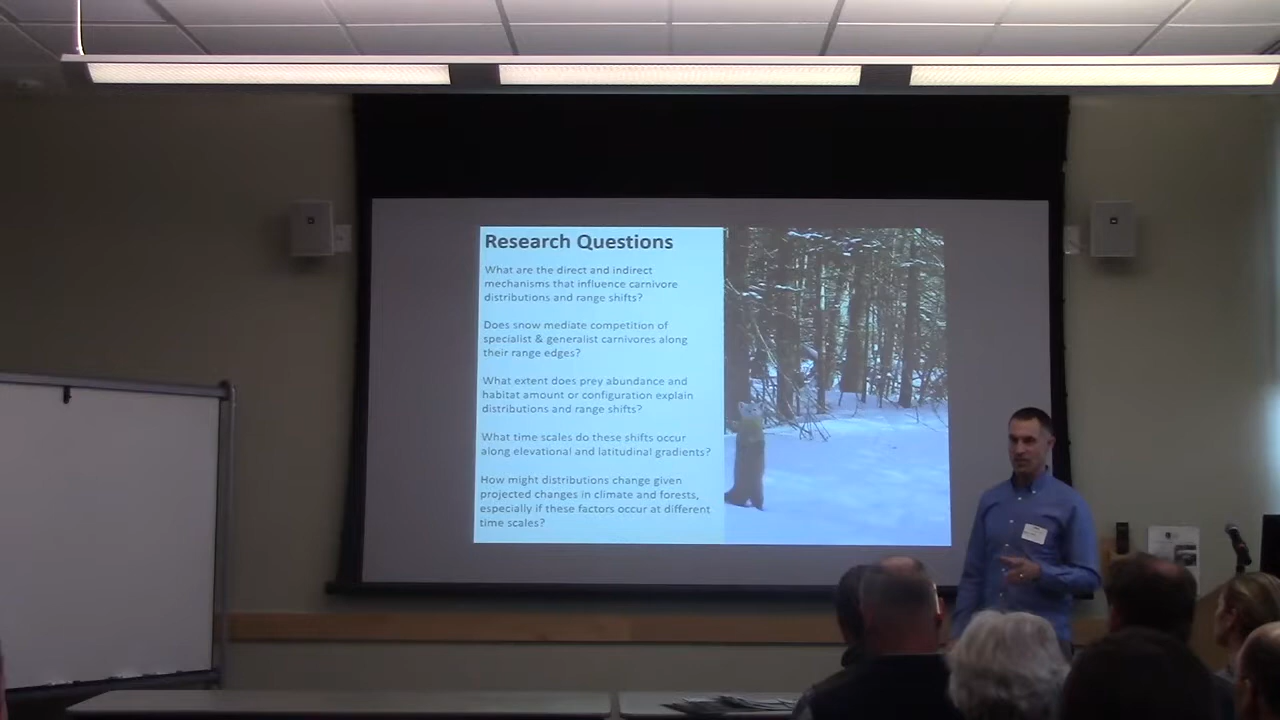 Research Questions
What are the direct and indirect
mechanisms that influence carnivore
distributions and range shifts?
Does snow mediate competition of
specialist & generalist carnivores along
their range edges?
What extent does prey abundance and
habitat amount or configuration explain
distributions and range shifts?
What time scales do these shifts occur
along elevational and latitudinal gradients?
How might distributions change given
projected changes in climate and forests,
especially if these factors occur at different
time scales?